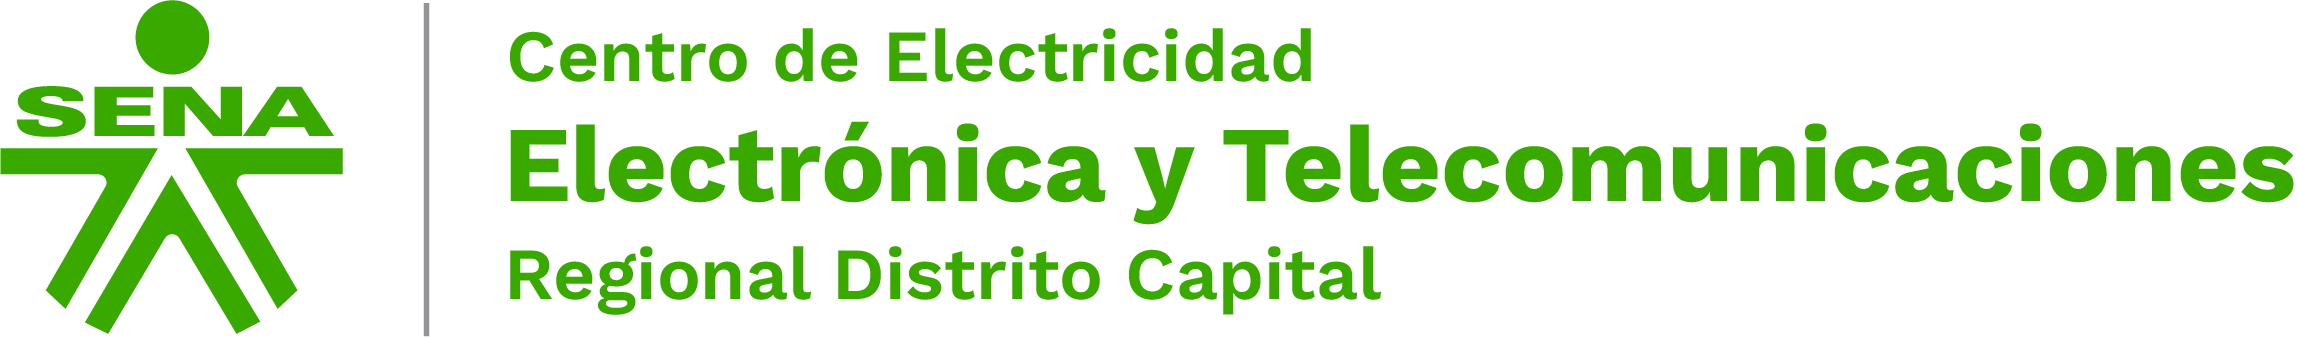 SENA
Centro de Electricidad
Electrónica y Telecomunicaciones
Regional Distrito Capital